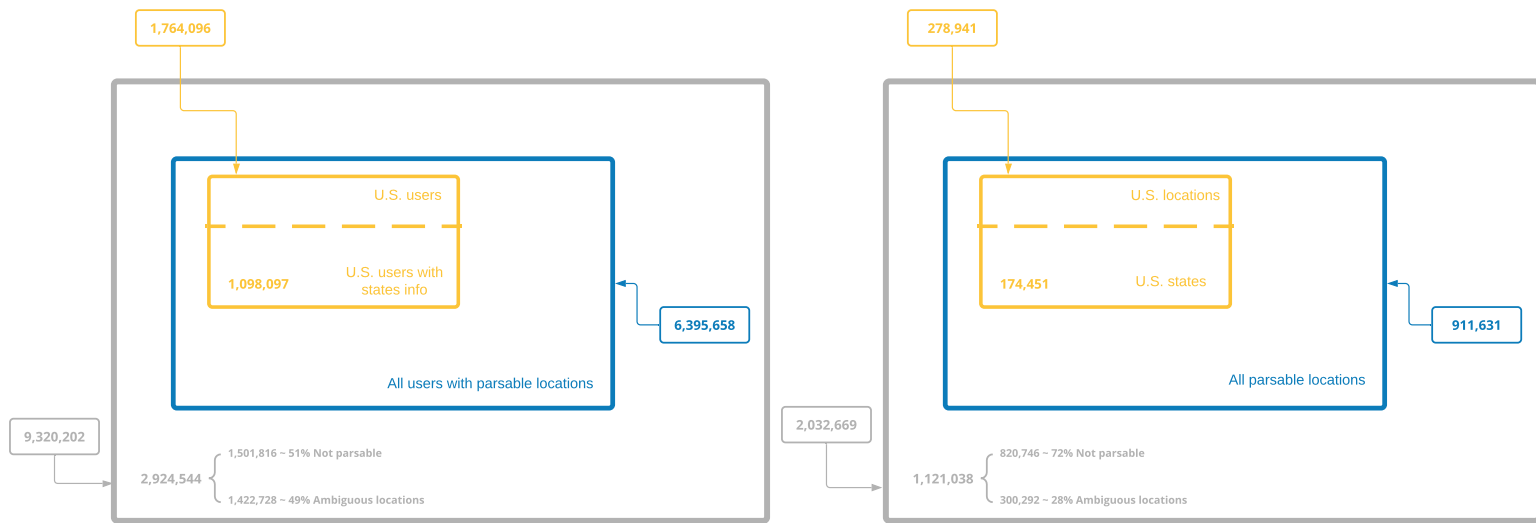 1,764,096
U.S. users
1,098,097
U.S. users with
states info
6,395,658
All users with parsable locations
9,320,202
2,924,544
1,501,816 ~ 51% Not parsable
1,422,728 ~ 49% Ambiguous locations
278,941
U.S. locations
174,451
U.S. states
911,631
All parsable locations
2,032,669
1,121,038
820,746 ~ 72% Not parsable
300,292 ~ 28% Ambiguous locations